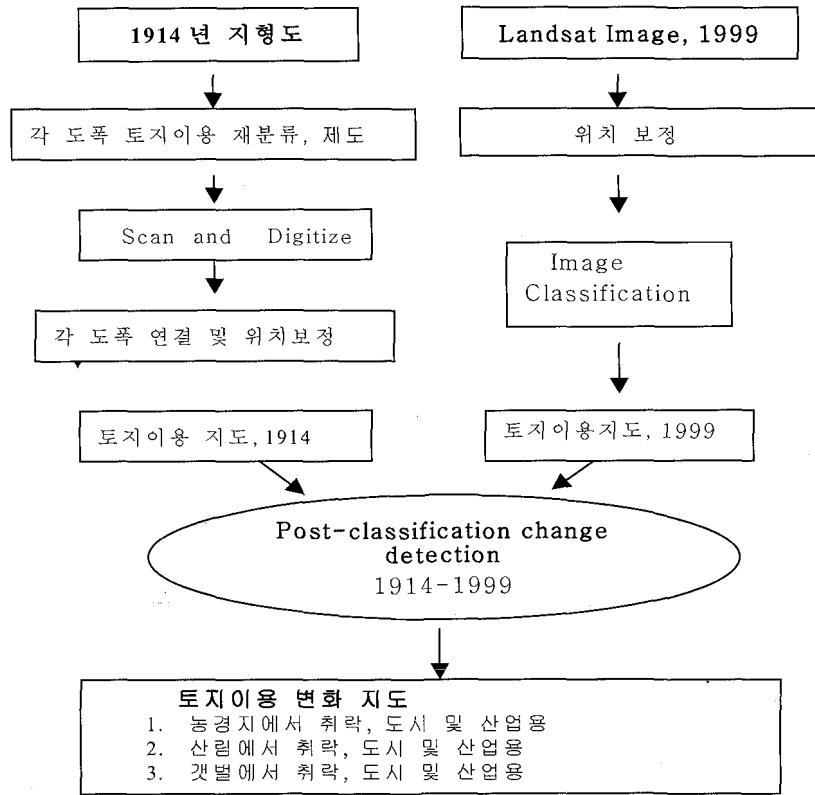 1914 년 지형도
각 도폭 토지이용 재분류, 제도
Scan and Digitize
각 도폭 연결 및 위치보정
토지이용 지도, 1914
Landsat Image, 1999
위치 보정
Image
Classification
토지이용지도, 1999
Post-classification change
detection
1914-1999
토지이용 변화 지도
1. 농경지에서 취락, 도시 및 산업용
2. 산림에서 취락, 도시 및 산업용
3. 갯벌에서 취락, 도시 및 산업용